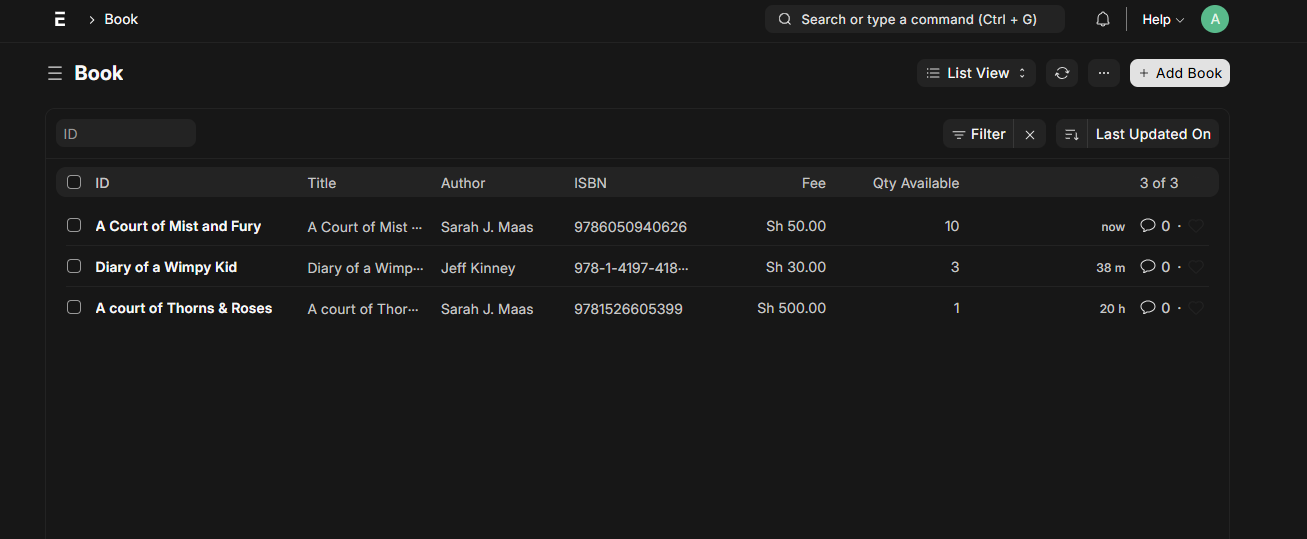 E
Book
Search or type a command (Ctrl + G)
Help
A
Book
List View
···
+ Add Book
ID
Filter
Last Updated On
ID Title Author ISBN Fee Qty Available 3 of 3
A Court of Mist and Fury A Court of Mist ··· Sarah J. Maas 9786050940626 Sh 50.00 10 now 0 ·
Diary of a Wimpy Kid Diary of a Wimp··· Jeff Kinney 978-1-4197-418··· Sh 30.00 3 38 m 0 ·
A court of Thorns & Roses A court of Thor··· Sarah J. Maas 9781526605399 Sh 500.00 1 20 h 0 ·